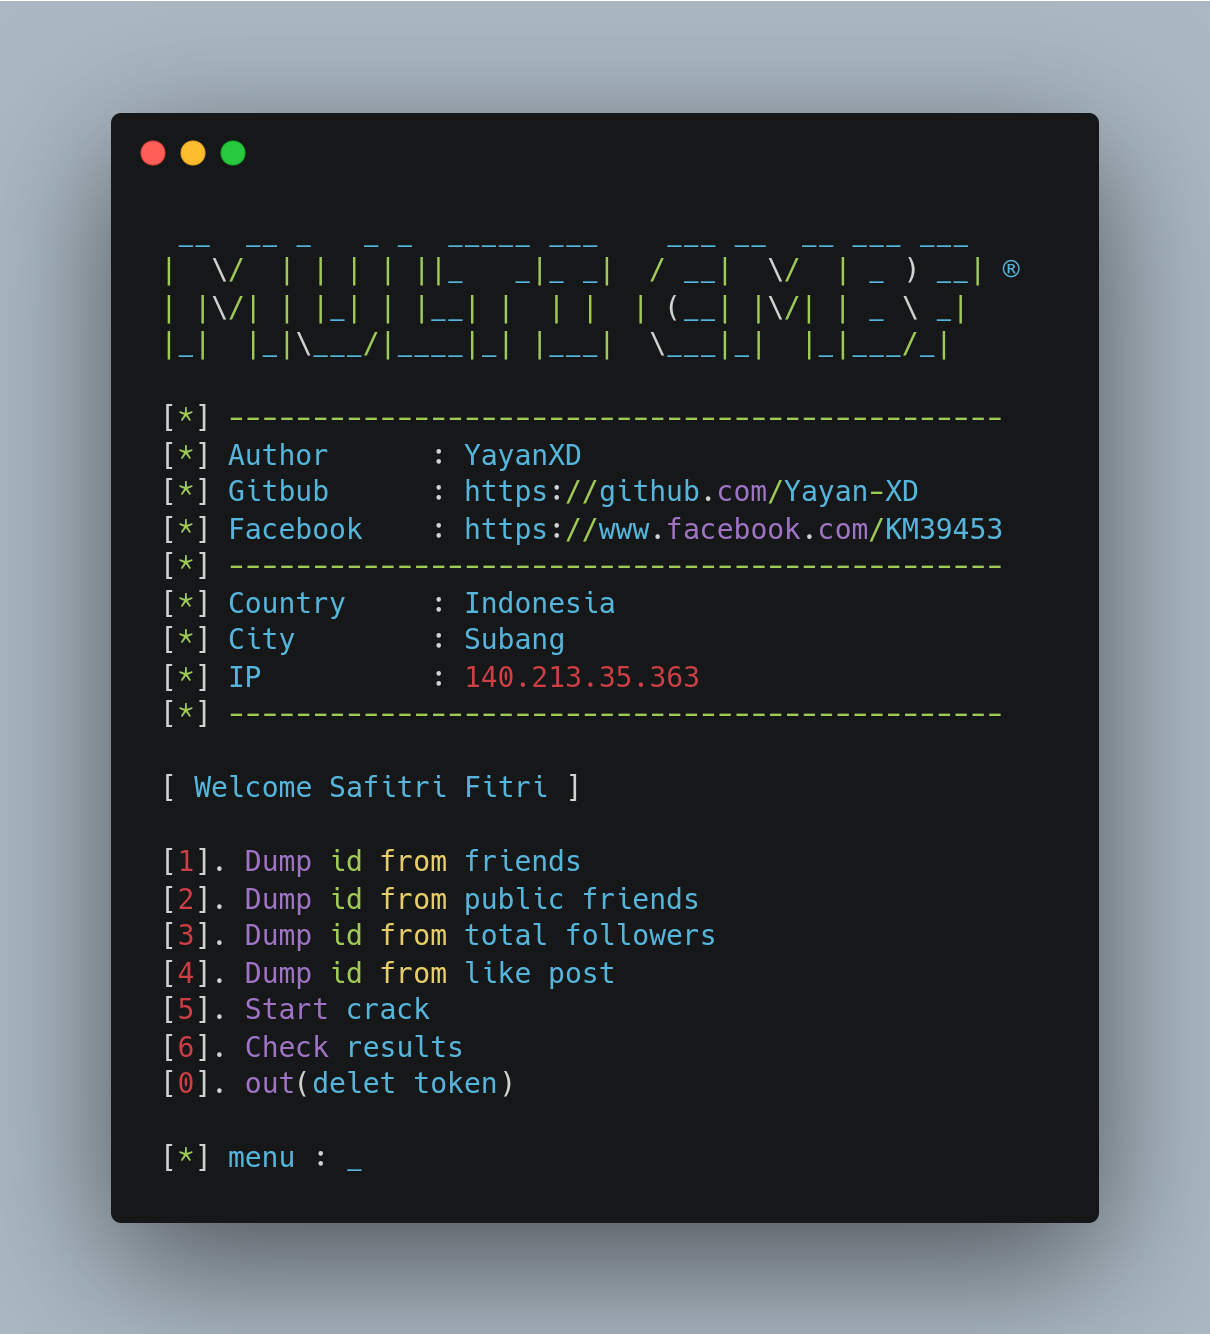 __  __ _   _ _  _____ ___    ___ __  __ ___ ___
|  \/  | | | | ||_   _|_ _|  / __|  \/  | _ ) __| ®
| |\/| | |_| | |__| |  | |  | (__| |\/| | _ \ _|
|_|  |_|\___/|____|_| |___|  \___|_|  |_|___/_|
[*] ----------------------------------------------
[*] Author      : YayanXD
[*] Gitbub      : https://github.com/Yayan-XD
[*] Facebook    : https://www.facebook.com/KM39453
[*] ----------------------------------------------
[*] Country     : Indonesia
[*] City        : Subang
[*] IP          : 140.213.35.363
[*] ----------------------------------------------
[ Welcome Safitri Fitri ]
[1]. Dump id from friends
[2]. Dump id from public friends
[3]. Dump id from total followers
[4]. Dump id from like post
[5]. Start crack
[6]. Check results
[0]. out(delet token)
[*] menu : _